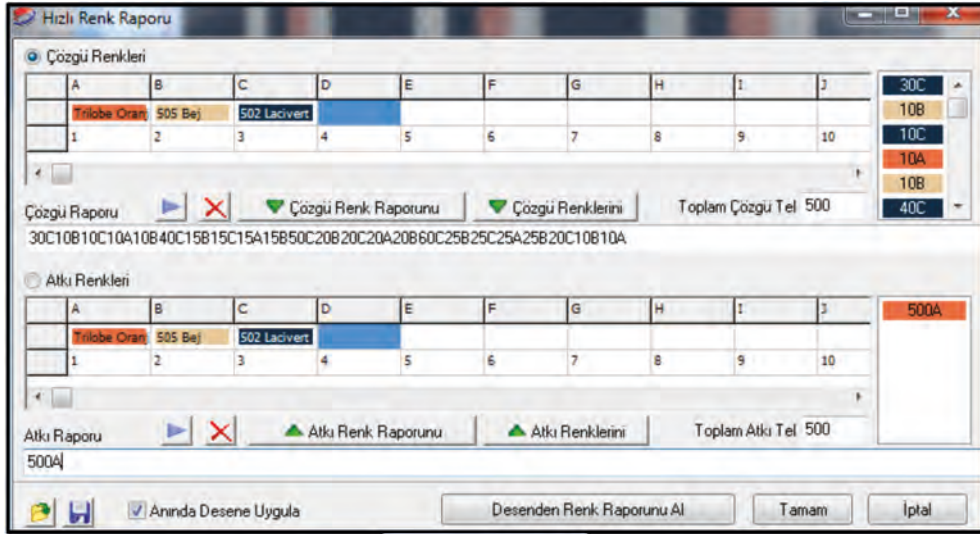 Hızlı Renk Raporu
Çözgü Renkleri
A B C D E F G H I J
Trilobe Oran 505 Bej 502 Lacivert
1 2 3 4 5 6 7 8 9 10
30C
10B
10C
10A
10B
40C
Çözgü Raporu Çözgü Renk Raporunu Çözgü Renklerini Toplam Çözgü Tel 500
30C10B10C10A10B40C15B15C15A15B50C20B20C20A20B60C25B25C25A25B20C10B10A
Atkı Renkleri
A B C D E F G H I J
Trilobe Oran 505 Bej 502 Lacivert
1 2 3 4 5 6 7 8 9 10
500A
Atkı Raporu Atkı Renk Raporunu Atkı Renklerini Toplam Atkı Tel 500
500A
Anında Desene Uygula Desenden Renk Raporunu Al Tamam İptal